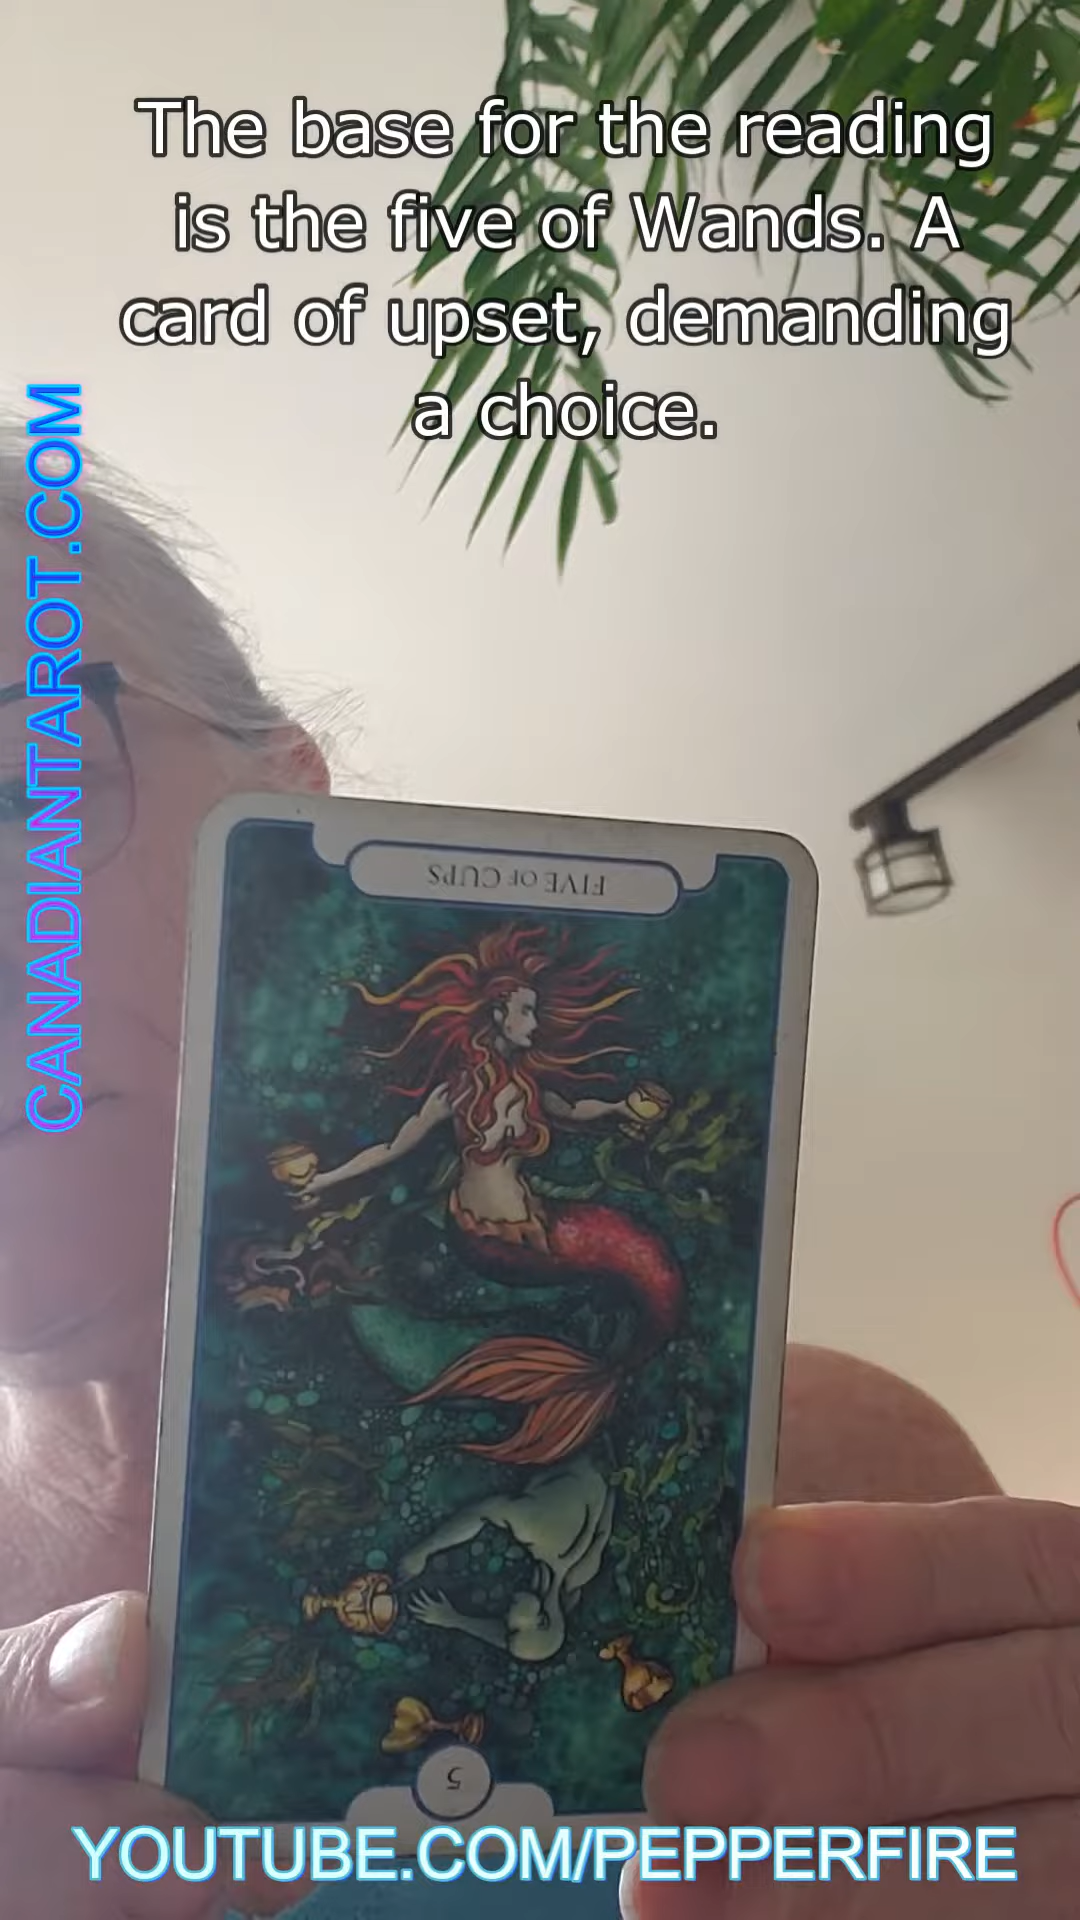 The base for the reading
is the five of Wands. A
card of upset, demanding
a choice.
CANADIANTAROT.COM
FIVE OF CUPS
5
YOUTUBE.COM/PEPPERFIRE